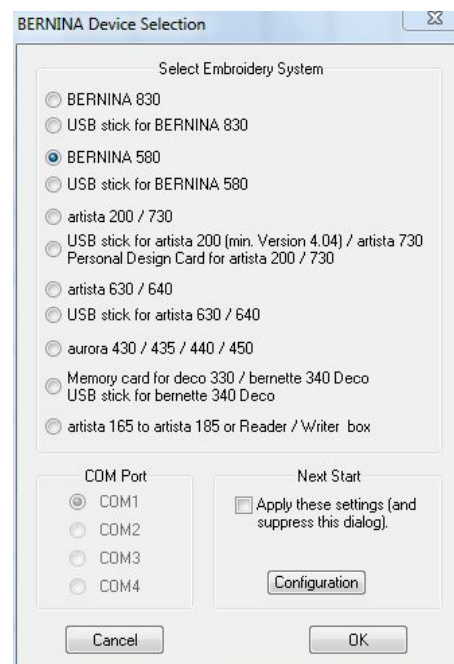 BERNINA Device Selection
Select Embroidery System
BERNINA 830
USB stick for BERNINA 830
BERNINA 580
USB stick for BERNINA 580
artista 200 / 730
USB stick for artista 200 (min. Version 4.04) / artista 730
Personal Design Card for artista 200 / 730
artista 630 / 640
USB stick for artista 630 / 640
aurora 430 / 435 / 440 / 450
Memory card for deco 330 / bernette 340 Deco
USB stick for bernette 340 Deco
artista 165 to artista 185 or Reader / Writer box
COM Port
COM1
COM2
COM3
COM4
Next Start
Apply these settings (and
suppress this dialog).
Configuration
Cancel
OK